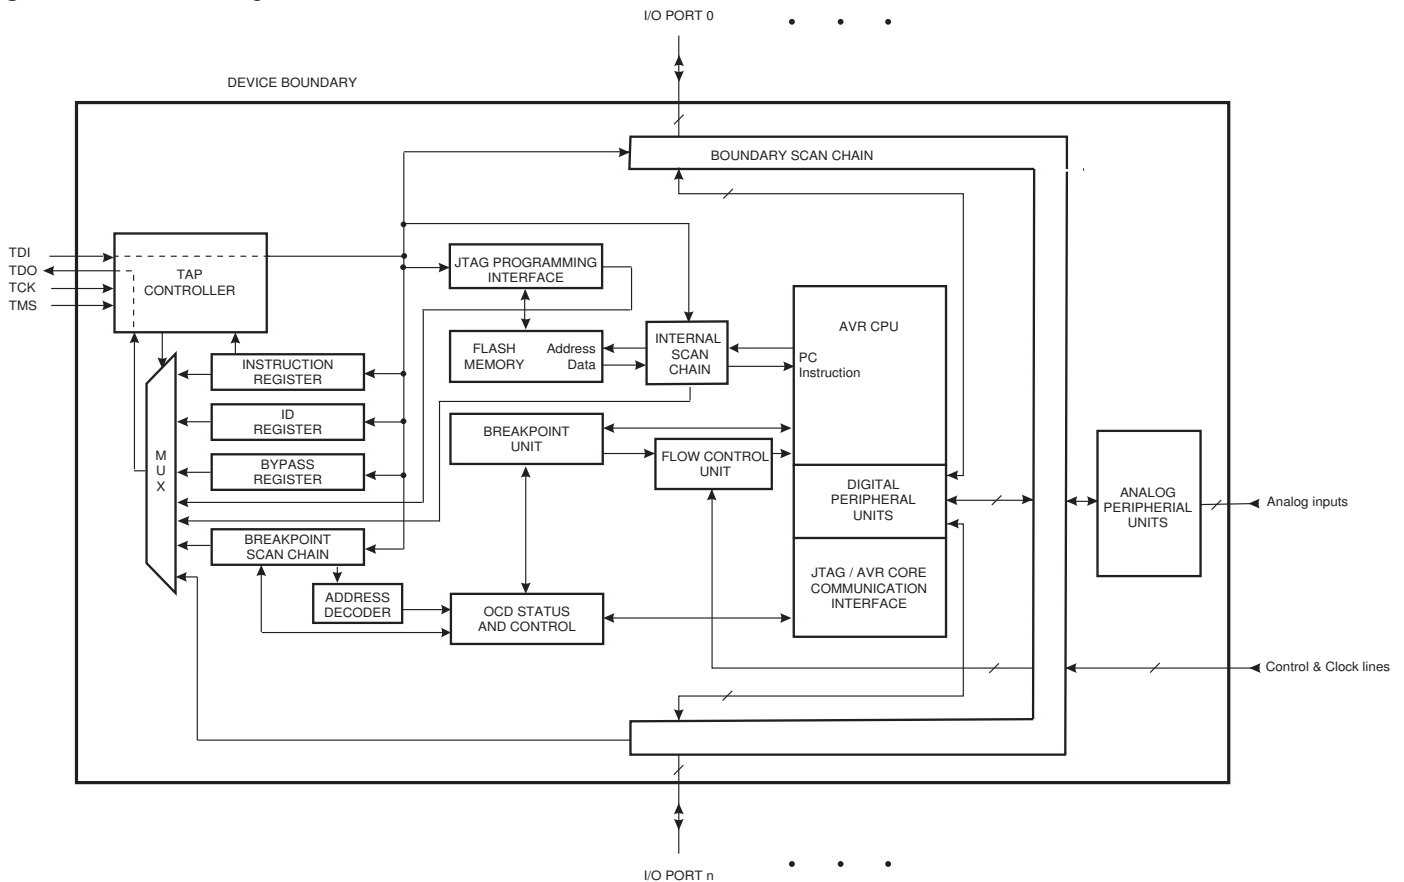 I/O PORT 0
DEVICE BOUNDARY
BOUNDARY SCAN CHAIN
TDI
TDO
TCK
TMS
TAP
CONTROLLER
JTAG PROGRAMMING
INTERFACE
AVR CPU
FLASH
MEMORY
Address
Data
INTERNAL
SCAN
CHAIN
PC
Instruction
INSTRUCTION
REGISTER
ID
REGISTER
M
U
X
BYPASS
REGISTER
BREAKPOINT
UNIT
FLOW CONTROL
UNIT
DIGITAL
PERIPHERAL
UNITS
ANALOG
PERIPHERIAL
UNITS
Analog inputs
BREAKPOINT
SCAN CHAIN
ADDRESS
DECODER
OCD STATUS
AND CONTROL
JTAG / AVR CORE
COMMUNICATION
INTERFACE
Control & Clock lines
I/O PORT n